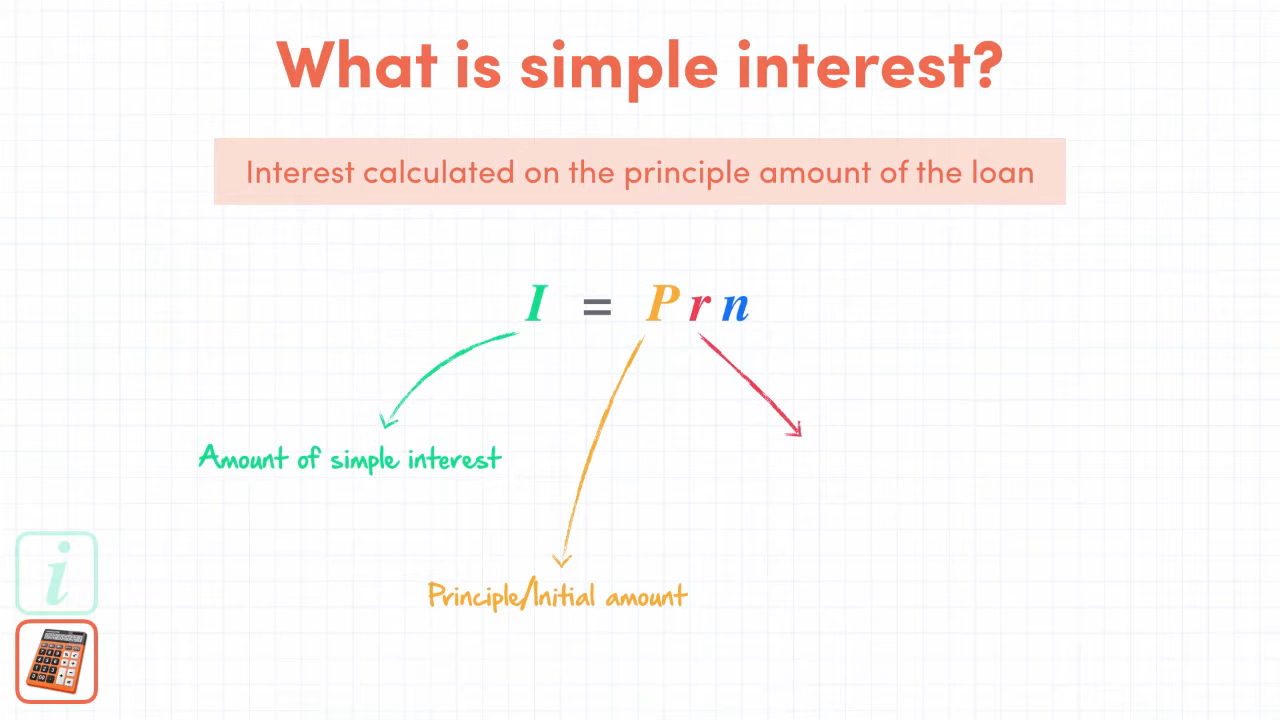 What is simple interest?
Interest calculated on the principle amount of the loan
I = P r n
Amount of simple interest
Principle/Initial amount
i